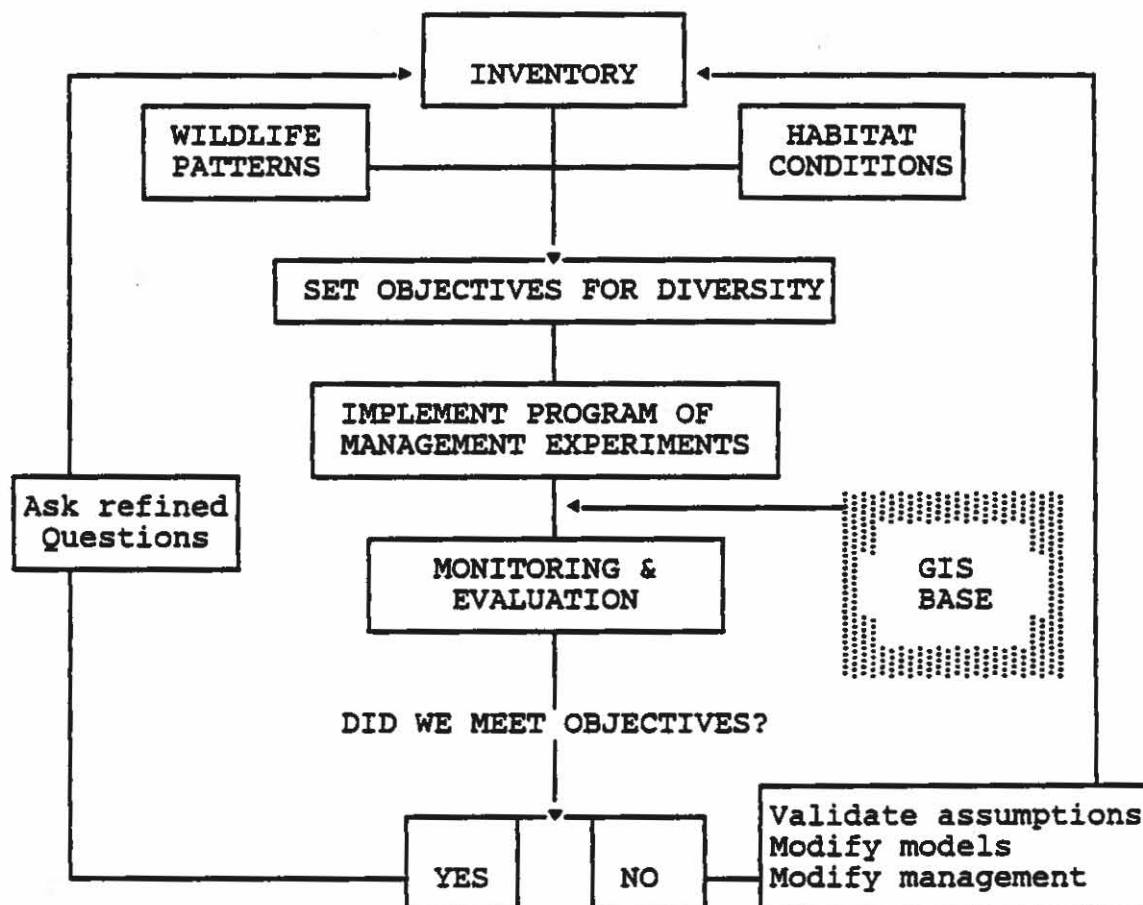 INVENTORY
WILDLIFE
PATTERNS
HABITAT
CONDITIONS
SET OBJECTIVES FOR DIVERSITY
IMPLEMENT PROGRAM OF
MANAGEMENT EXPERIMENTS
Ask refined
Questions
MONITORING &
EVALUATION
GIS
BASE
DID WE MEET OBJECTIVES?
YES
NO
Validate assumptions
Modify models
Modify management